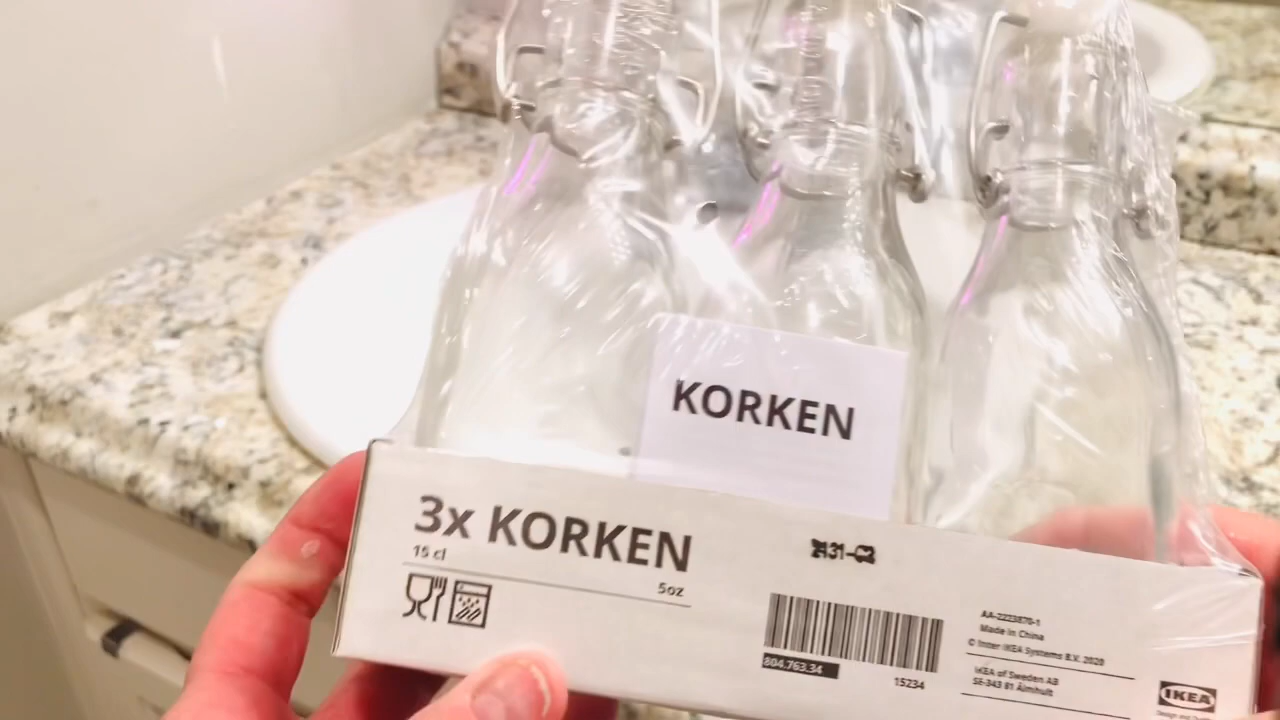 KORKEN
3x KORKEN
15 cl
5oz
804.763.34
15234
AA-2223870-1
Made in China
© Inter IKEA Systems B.V. 2020
IKEA of Sweden AB
SE-343 81 Älmhult
IKEA